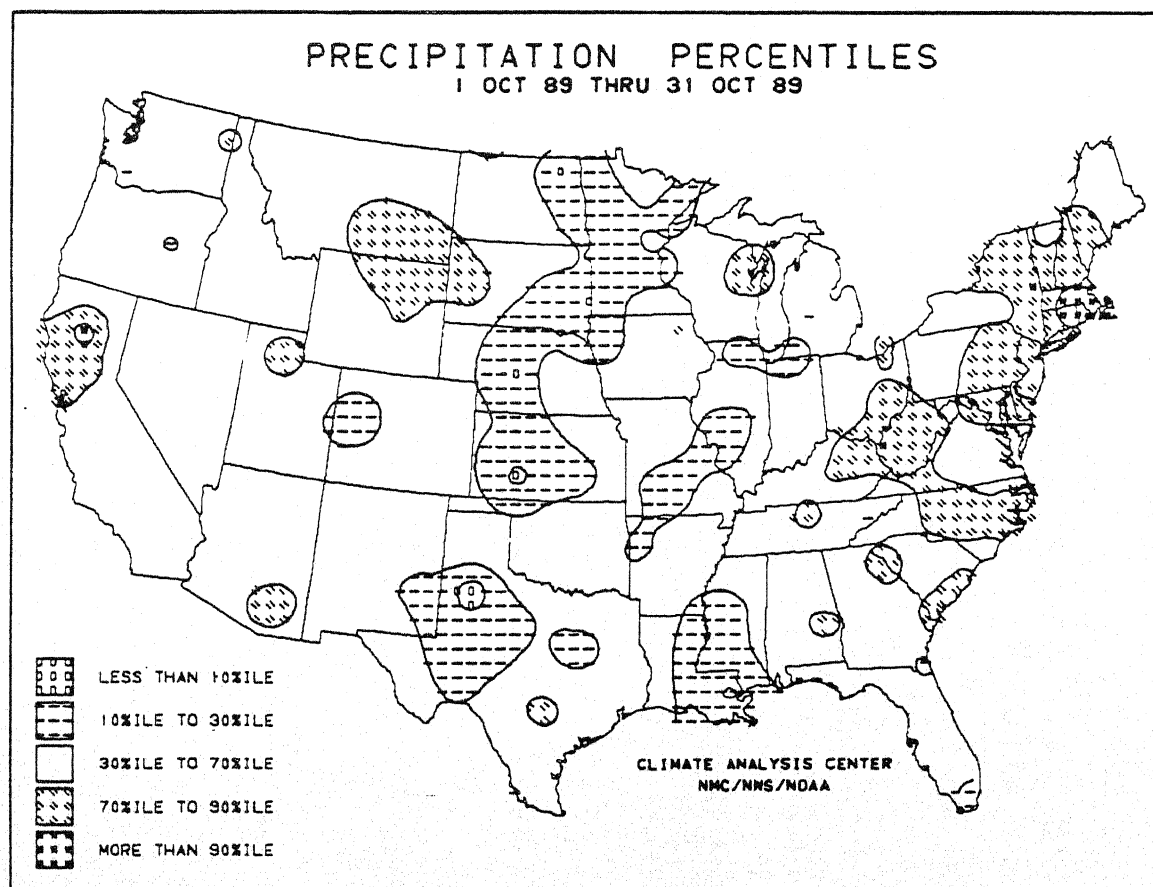 PRECIPITATION PERCENTILES
1 OCT 89 THRU 31 OCT 89
LESS THAN 10%ILE
10%ILE TO 30%ILE
30%ILE TO 70%ILE
70%ILE TO 90%ILE
MORE THAN 90%ILE
CLIMATE ANALYSIS CENTER
NMC/NWS/NOAA